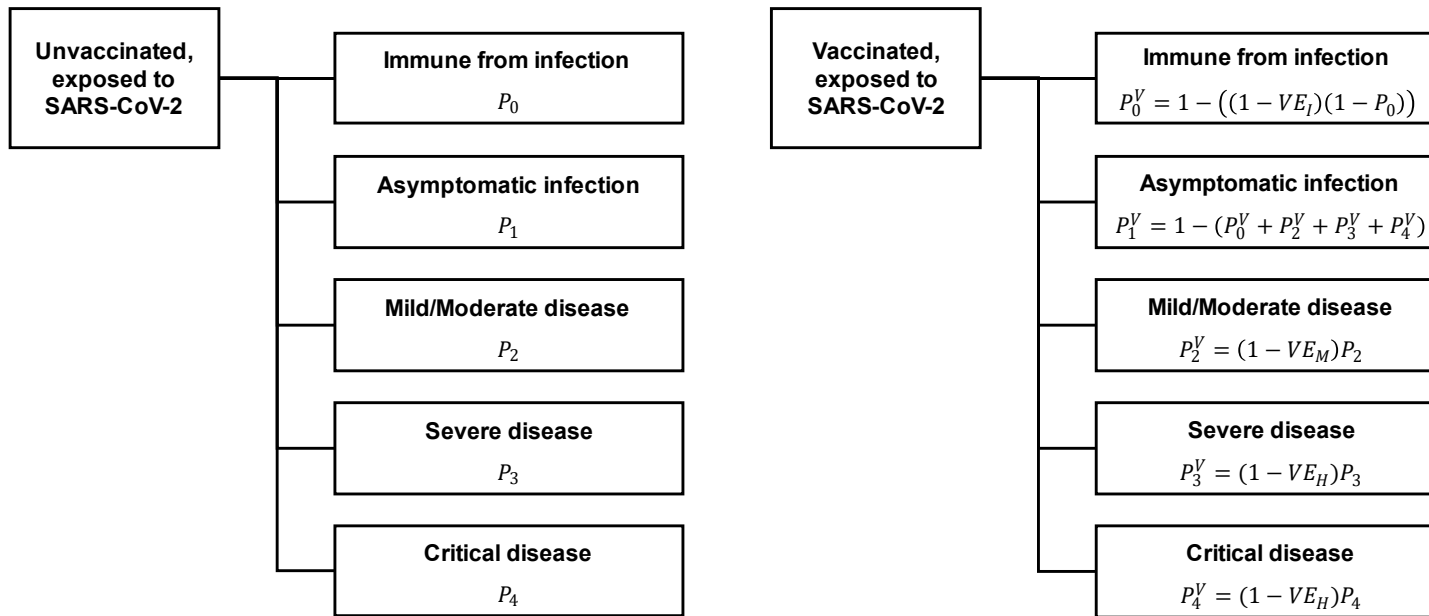 Unvaccinated,
exposed to
SARS-CoV-2
Immune from infection
P_0
Asymptomatic infection
P_1
Mild/Moderate disease
P_2
Severe disease
P_3
Critical disease
P_4
Vaccinated,
exposed to
SARS-CoV-2
Immune from infection
P_0^V = 1 − ((1 − VE_I)(1 − P_0))
Asymptomatic infection
P_1^V = 1 − (P_0^V + P_2^V + P_3^V + P_4^V)
Mild/Moderate disease
P_2^V = (1 − VE_M)P_2
Severe disease
P_3^V = (1 − VE_H)P_3
Critical disease
P_4^V = (1 − VE_H)P_4